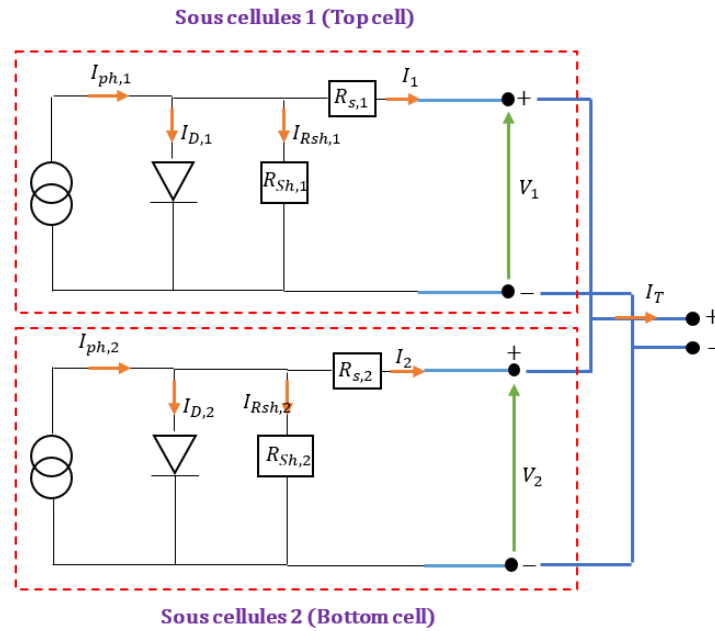 Sous cellules 1 (Top cell)
I_{ph,1}
R_{s,1}
I_1
+
I_{D,1}
I_{Rsh,1}
R_{Sh,1}
V_1
−
I_T
+
−
I_{ph,2}
R_{s,2}
I_2
+
I_{D,2}
I_{Rsh,2}
R_{Sh,2}
V_2
−
Sous cellules 2 (Bottom cell)